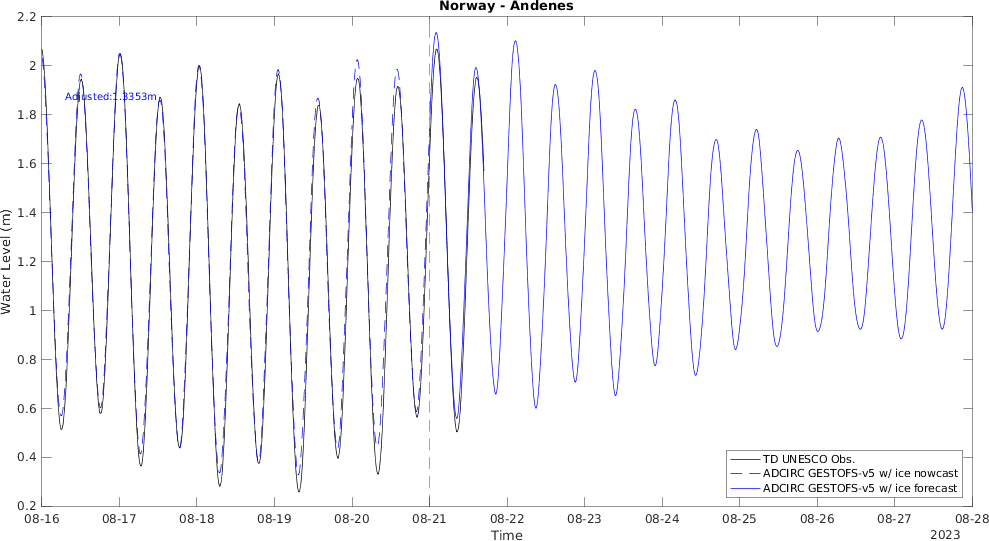 Norway - Andenes
2.2
2
1.8
1.6
1.4
1.2
1
0.8
0.6
0.4
0.2
Water Level (m)
Adjusted:1.3353m
TD UNESCO Obs.
ADCIRC GESTOFS-v5 w/ ice nowcast
ADCIRC GESTOFS-v5 w/ ice forecast
08-16 08-17 08-18 08-19 08-20 08-21 08-22 08-23 08-24 08-25 08-26 08-27 08-28
Time
2023